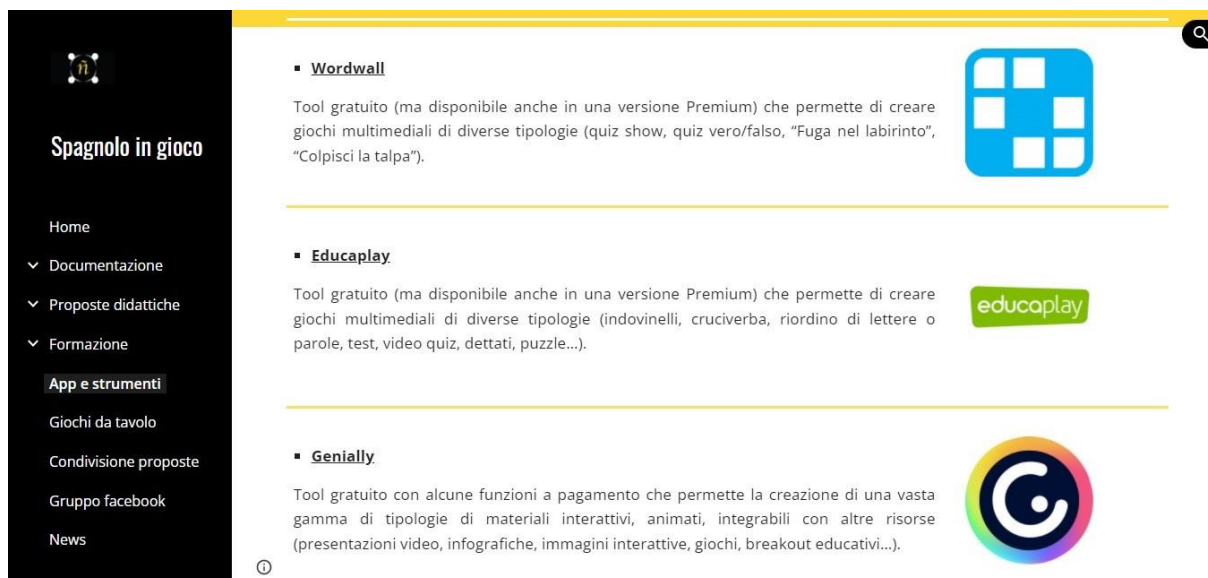 ñ
Spagnolo in gioco
Home
Documentazione
Proposte didattiche
Formazione
App e strumenti
Giochi da tavolo
Condivisione proposte
Gruppo facebook
News
Wordwall
Tool gratuito (ma disponibile anche in una versione Premium) che permette di creare
giochi multimediali di diverse tipologie (quiz show, quiz vero/falso, “Fuga nel labirinto”,
“Colpisci la talpa”).
Educaplay
Tool gratuito (ma disponibile anche in una versione Premium) che permette di creare
giochi multimediali di diverse tipologie (indovinelli, cruciverba, riordino di lettere o
parole, test, video quiz, dettati, puzzle...).
educaplay
Genially
Tool gratuito con alcune funzioni a pagamento che permette la creazione di una vasta
gamma di tipologie di materiali interattivi, animati, integrabili con altre risorse
(presentazioni video, infografiche, immagini interattive, giochi, breakout educativi...).